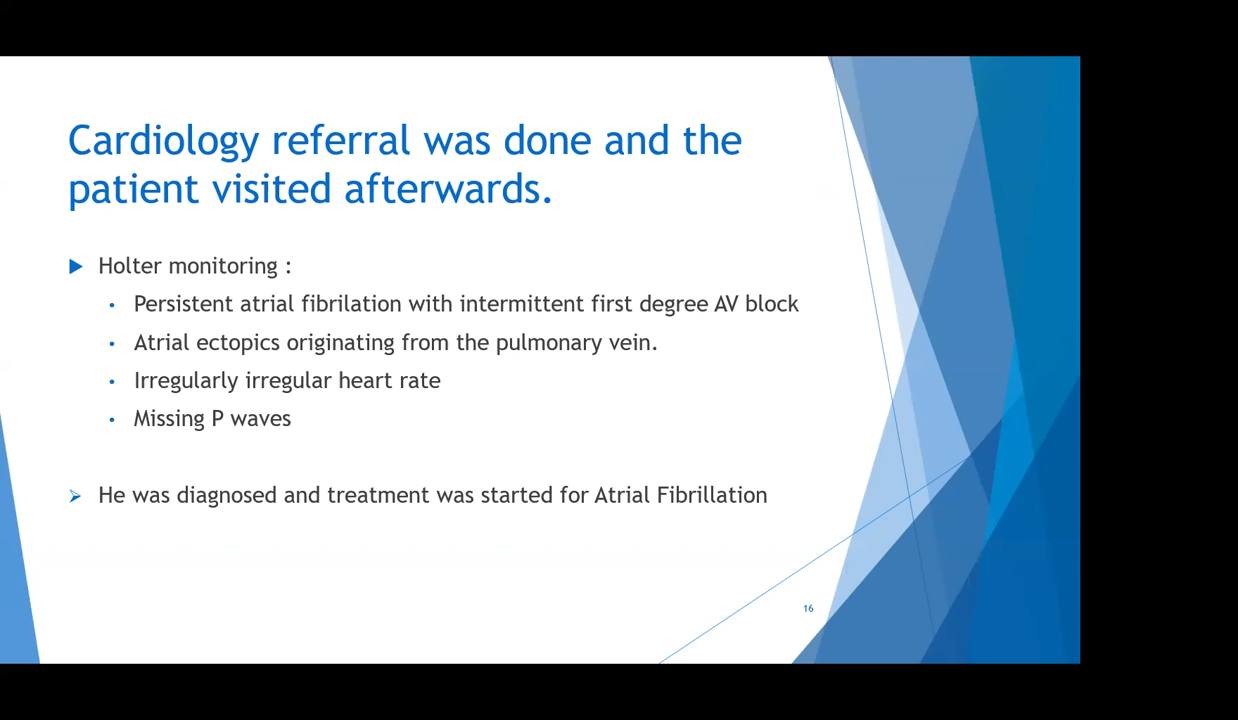 Cardiology referral was done and the
patient visited afterwards.
Holter monitoring :
Persistent atrial fibrilation with intermittent first degree AV block
Atrial ectopics originating from the pulmonary vein.
Irregularly irregular heart rate
Missing P waves
He was diagnosed and treatment was started for Atrial Fibrillation
16